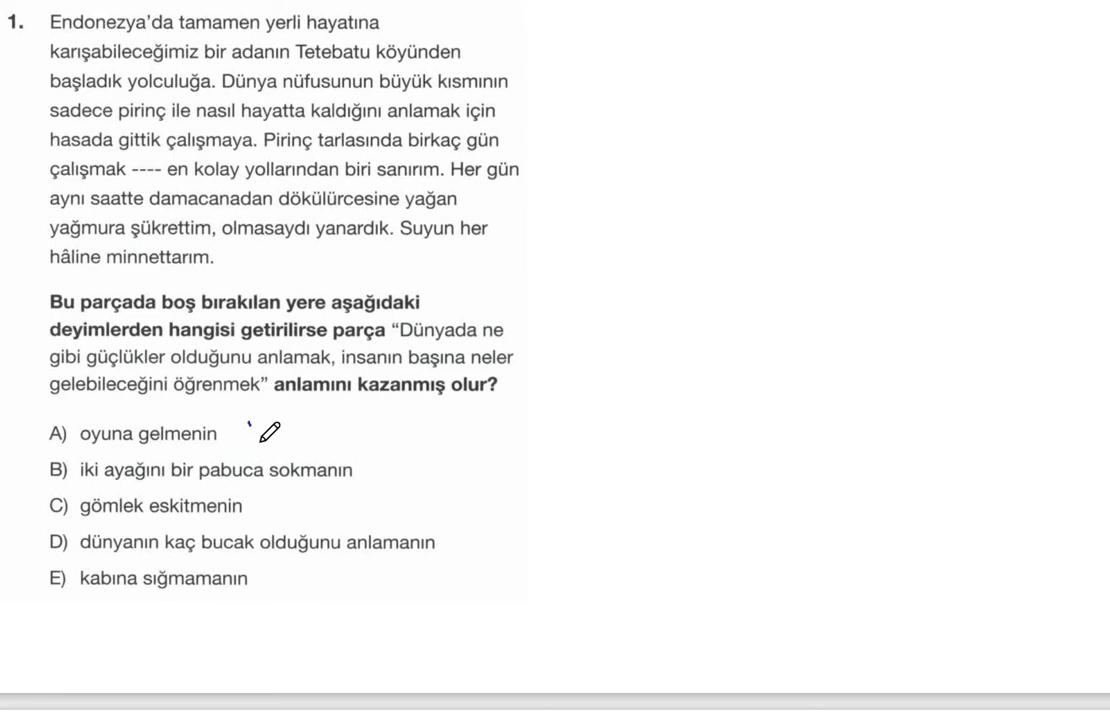 1. Endonezya'da tamamen yerli hayatına
karışabileceğimiz bir adanın Tetebatu köyünden
başladık yolculuğa. Dünya nüfusunun büyük kısmının
sadece pirinç ile nasıl hayatta kaldığını anlamak için
hasada gittik çalışmaya. Pirinç tarlasında birkaç gün
çalışmak ---- en kolay yollarından biri sanırım. Her gün
aynı saatte damacanadan dökülürcesine yağan
yağmura şükrettim, olmasaydı yanardık. Suyun her
hâline minnettarım.
Bu parçada boş bırakılan yere aşağıdaki
deyimlerden hangisi getirilirse parça “Dünyada ne
gibi güçlükler olduğunu anlamak, insanın başına neler
gelebileceğini öğrenmek” anlamını kazanmış olur?
A) oyuna gelmenin
B) iki ayağını bir pabuca sokmanın
C) gömlek eskitmenin
D) dünyanın kaç bucak olduğunu anlamanın
E) kabına sığmamanın